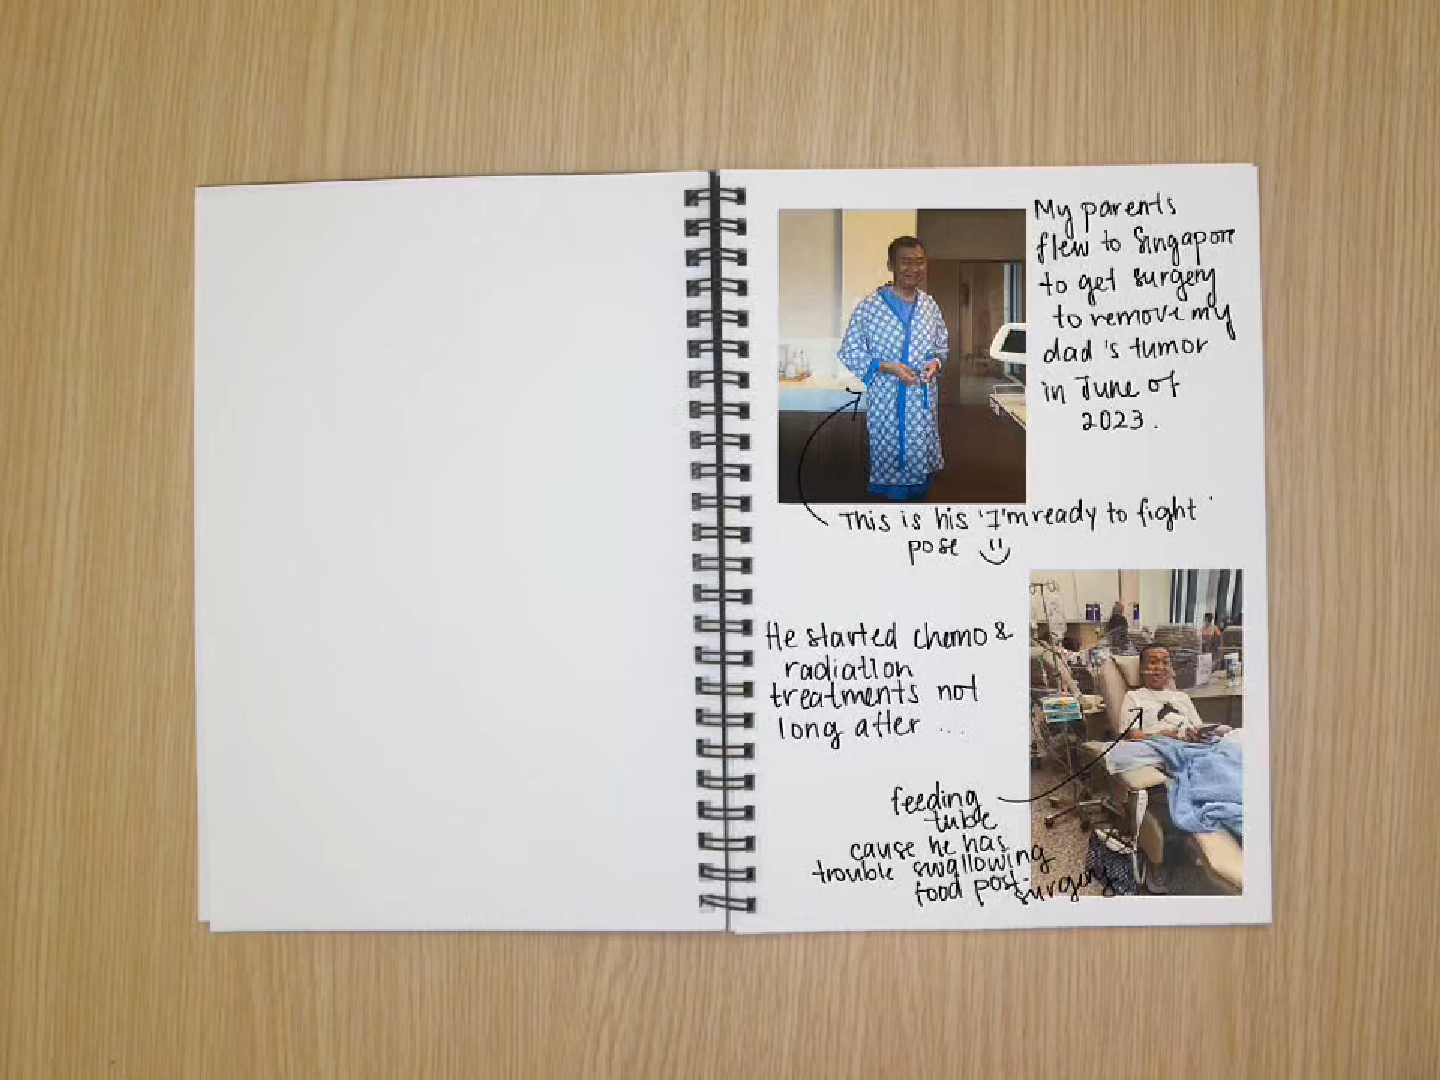 My parents
flew to Singapore
to get surgery
to remove my
dad's tumor
in June of
2023.
This is his 'I'm ready to fight'
pose
He started chemo &
radiation
treatments not
long after ...
feeding
tube
cause he has
trouble swallowing
food post-
surgery